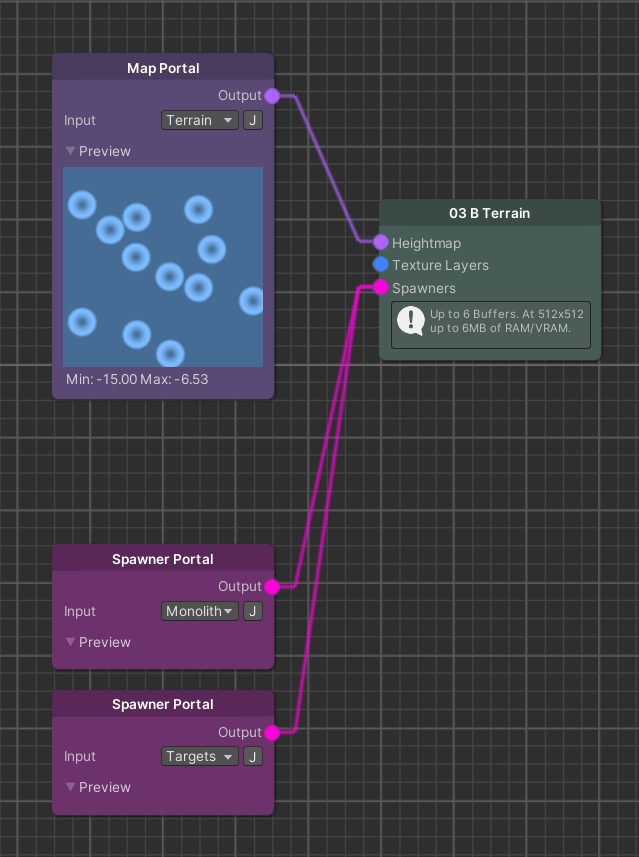 Map Portal
Output
Input Terrain J
Preview
Min: -15.00 Max: -6.53
03 B Terrain
Heightmap
Texture Layers
Spawners
Up to 6 Buffers. At 512x512
up to 6MB of RAM/VRAM.
Spawner Portal
Output
Input Monolith J
Preview
Spawner Portal
Output
Input Targets J
Preview